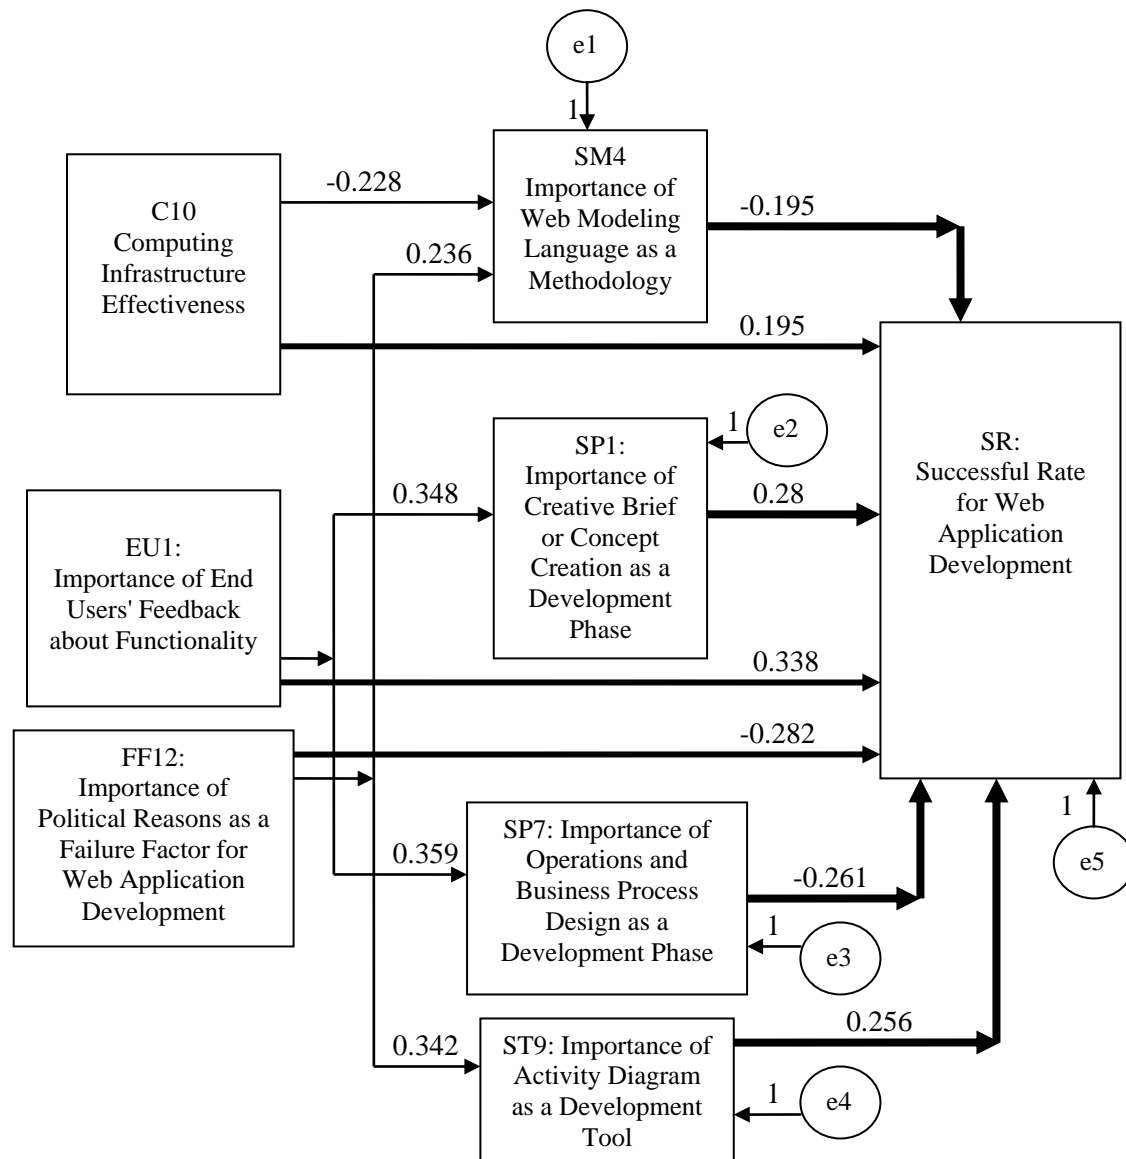 e1
1
C10
Computing
Infrastructure
Effectiveness
-0.228
0.236
SM4
Importance of
Web Modeling
Language as a
Methodology
-0.195
0.195
SR:
Successful Rate
for Web
Application
Development
1
e2
SP1:
Importance of
Creative Brief
or Concept
Creation as a
Development
Phase
0.348
0.28
EU1:
Importance of End
Users' Feedback
about Functionality
0.338
-0.282
FF12:
Importance of
Political Reasons as a
Failure Factor for
Web Application
Development
0.359
SP7: Importance of
Operations and
Business Process
Design as a
Development Phase
-0.261
1
e3
1
e5
0.342
ST9: Importance of
Activity Diagram
as a Development
Tool
0.256
1
e4